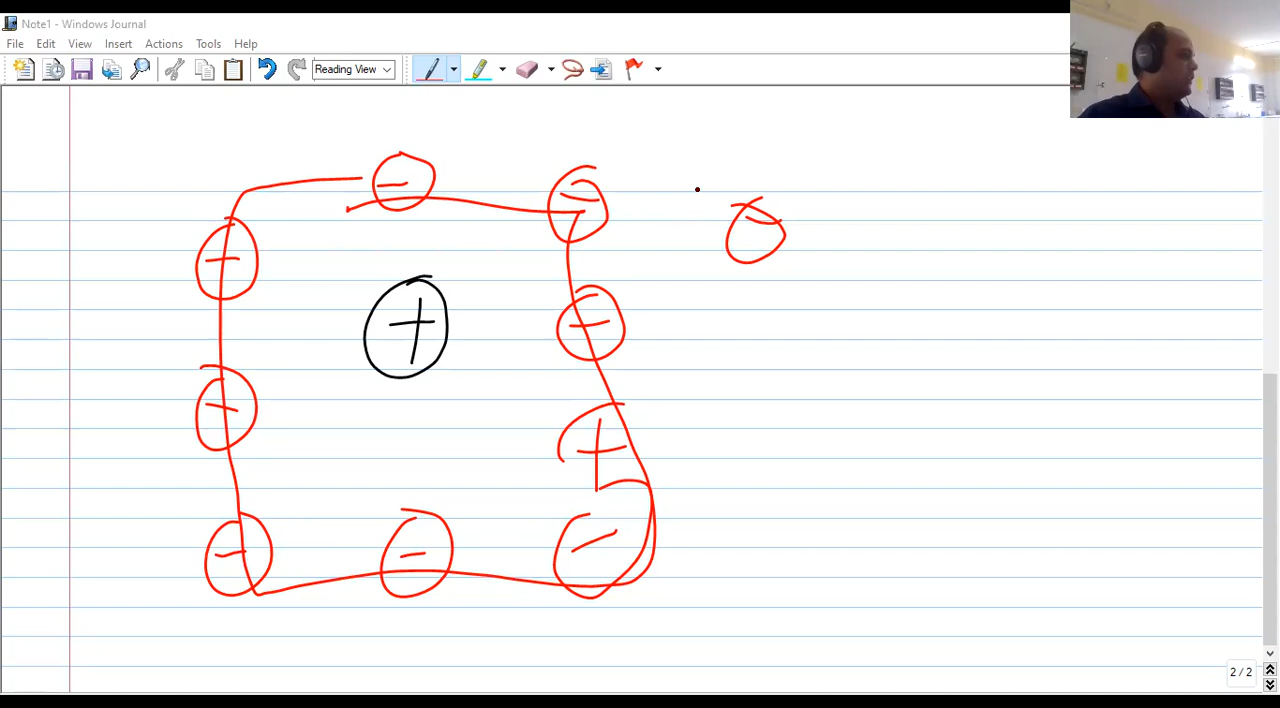 Note1 - Windows Journal
File Edit View Insert Actions Tools Help
Reading View
−
−
−
−
+
−
−
+
−
−
−
2 / 2